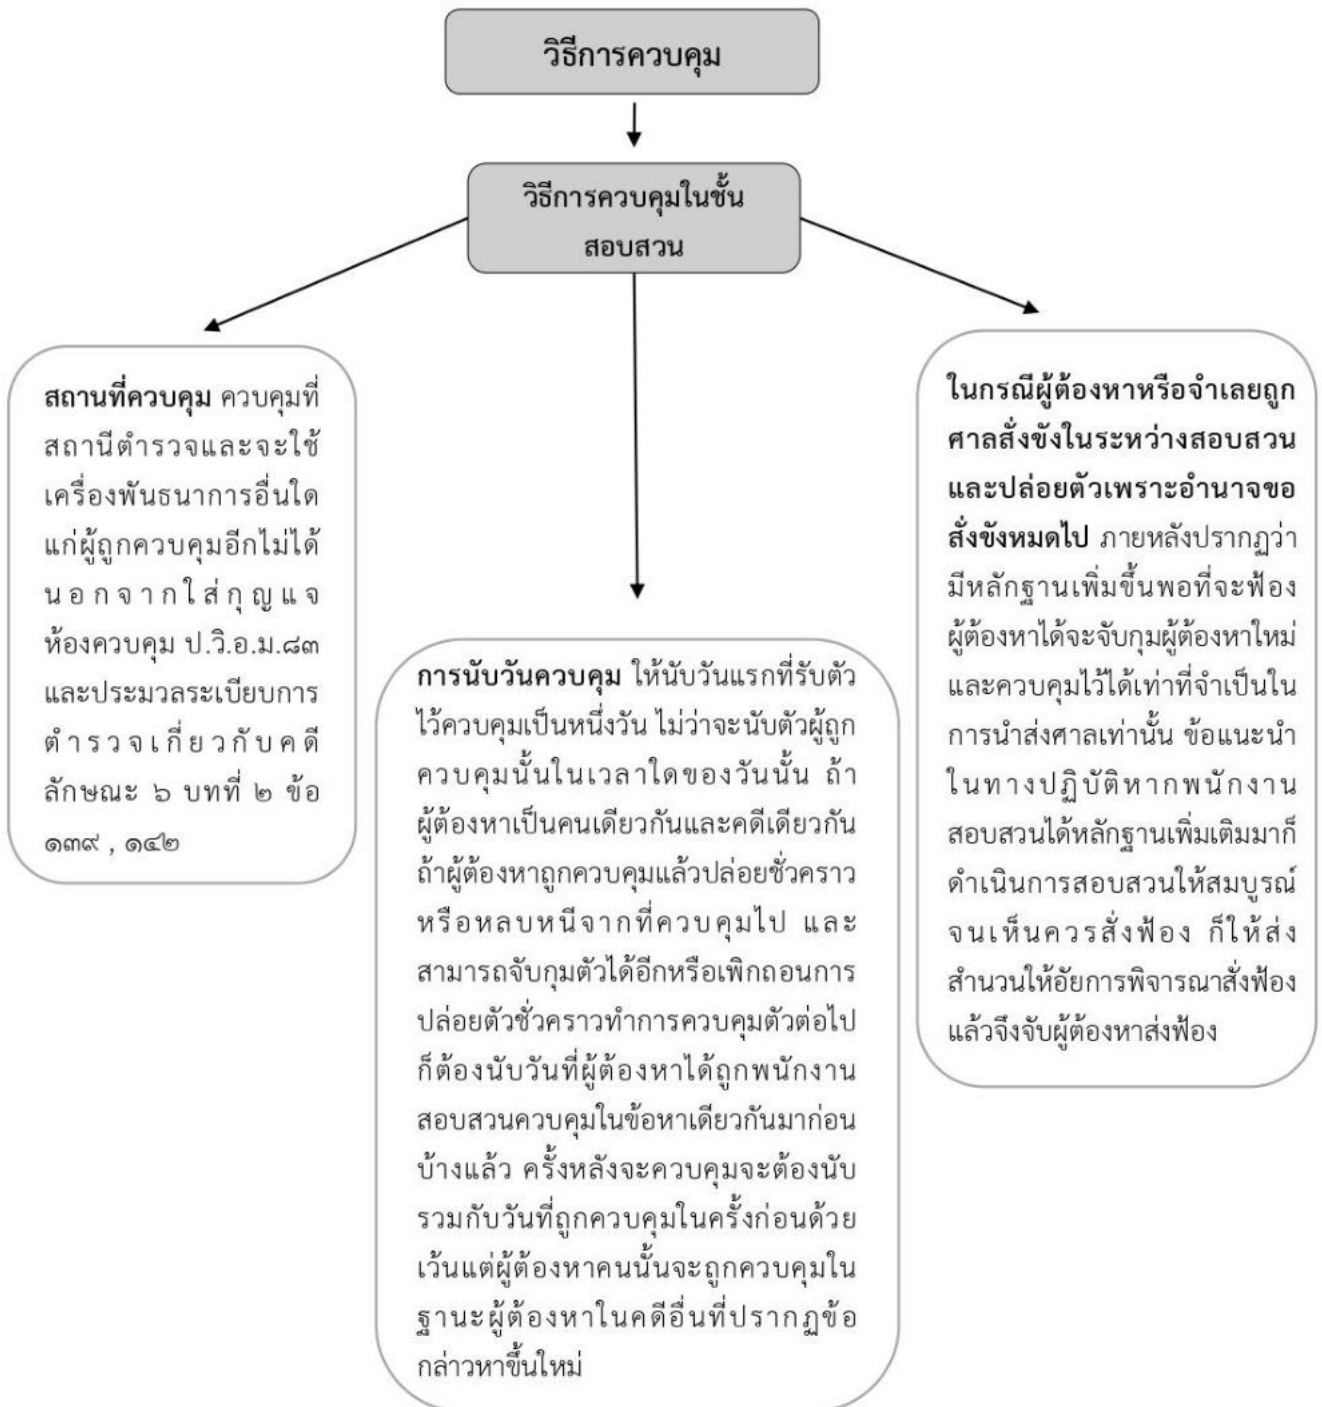 วิธีการควบคุม
วิธีการควบคุมในชั้น
สอบสวน
สถานที่ควบคุม ควบคุมที่
สถานีตำรวจและจะใช้
เครื่องพันธนาการอื่นใด
แก่ผู้ถูกควบคุมอีกไม่ได้
นอกจากใส่กุญแจ
ห้องควบคุม ป.วิ.อ.ม.๘๓
และประมวลระเบียบการ
ตำรวจเกี่ยวกับคดี
ลักษณะ ๖ บทที่ ๒ ข้อ
๑๓๙ , ๑๔๒
การนับวันควบคุม ให้นับวันแรกที่รับตัว
ไว้ควบคุมเป็นหนึ่งวัน ไม่ว่าจะนับตัวผู้ถูก
ควบคุมนั้นในเวลาใดของวันนั้น ถ้า
ผู้ต้องหาเป็นคนเดียวกันและคดีเดียวกัน
ถ้าผู้ต้องหาถูกควบคุมแล้วปล่อยชั่วคราว
หรือหลบหนีจากที่ควบคุมไป และ
สามารถจับกุมตัวได้อีกหรือเพิกถอนการ
ปล่อยตัวชั่วคราวทำการควบคุมตัวต่อไป
ก็ต้องนับวันที่ผู้ต้องหาได้ถูกพนักงาน
สอบสวนควบคุมในข้อหาเดียวกันมาก่อน
บ้างแล้ว ครั้งหลังจะควบคุมจะต้องนับ
รวมกับวันที่ถูกควบคุมในครั้งก่อนด้วย
เว้นแต่ผู้ต้องหาคนนั้นจะถูกควบคุมใน
ฐานะผู้ต้องหาในคดีอื่นที่ปรากฏข้อ
กล่าวหาขึ้นใหม่
ในกรณีผู้ต้องหาหรือจำเลยถูก
ศาลสั่งขังในระหว่างสอบสวน
และปล่อยตัวเพราะอำนาจขอ
สั่งขังหมดไป ภายหลังปรากฏว่า
มีหลักฐานเพิ่มขึ้นพอที่จะฟ้อง
ผู้ต้องหาได้จะจับกุมผู้ต้องหาใหม่
และควบคุมไว้ได้เท่าที่จำเป็นใน
การนำส่งศาลเท่านั้น ข้อแนะนำ
ในทางปฏิบัติหากพนักงาน
สอบสวนได้หลักฐานเพิ่มเติมมาก็
ดำเนินการสอบสวนให้สมบูรณ์
จนเห็นควรสั่งฟ้อง ก็ให้ส่ง
สำนวนให้อัยการพิจารณาสั่งฟ้อง
แล้วจึงจับผู้ต้องหาส่งฟ้อง